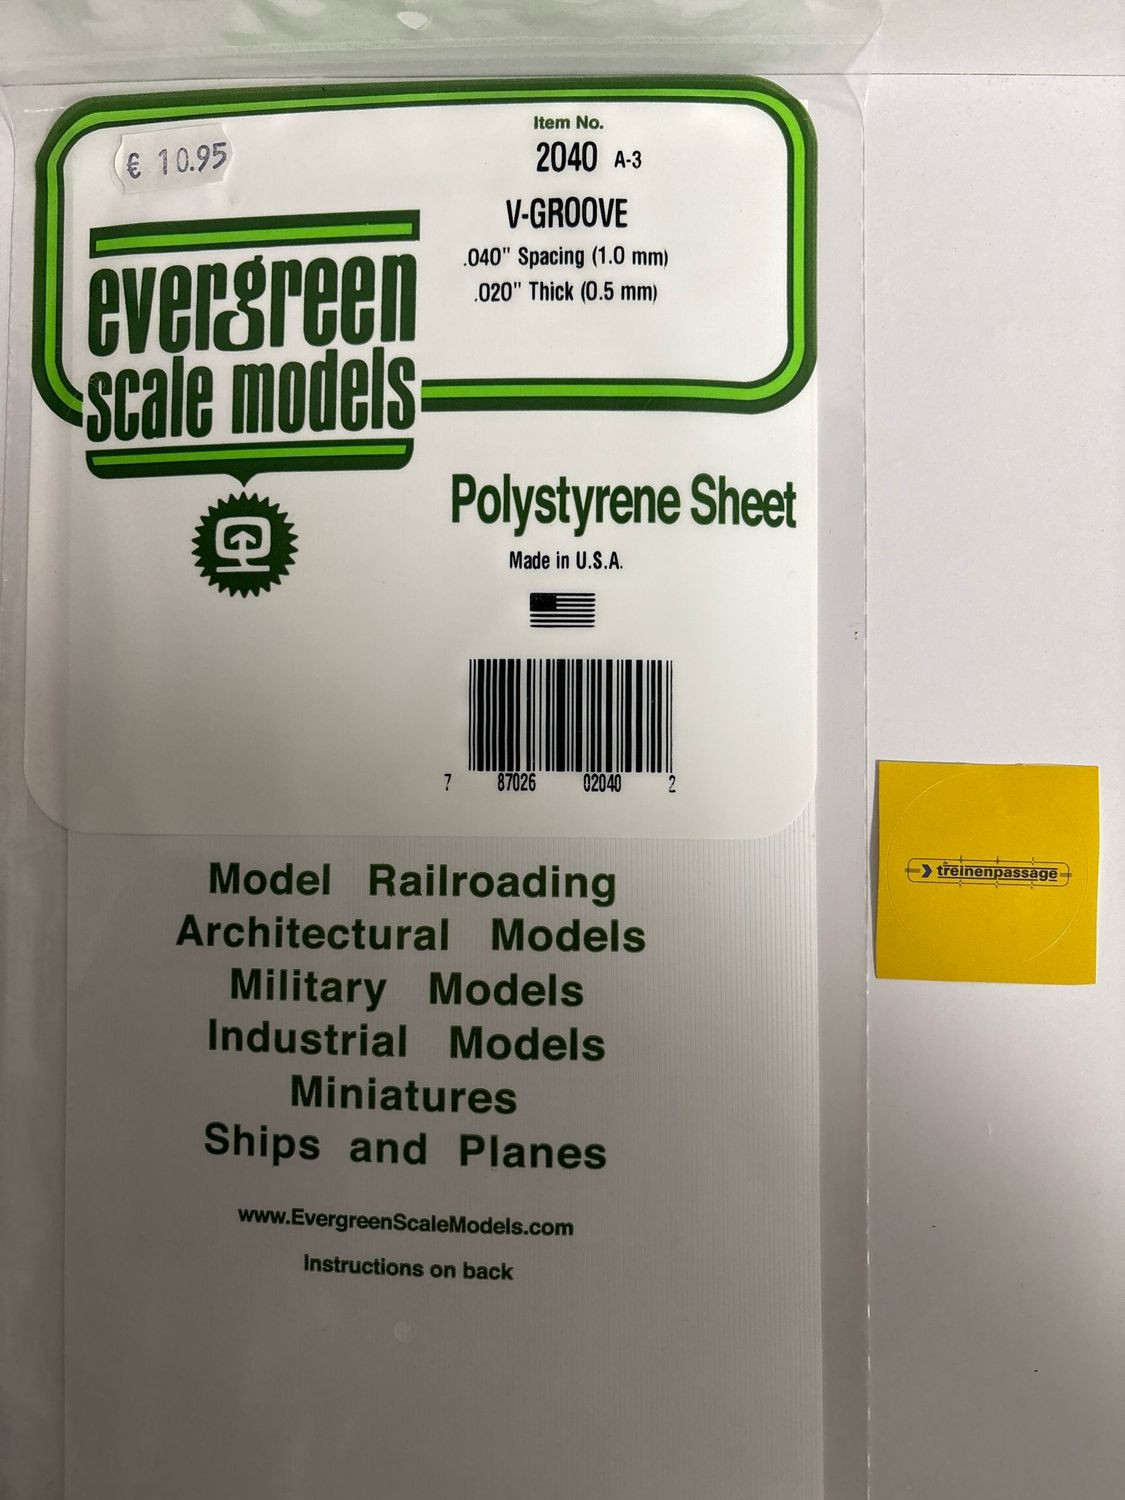 € 10.95
Item No.
2040 A-3
V-GROOVE
.040" Spacing (1.0 mm)
.020" Thick (0.5 mm)
evergreen
scale models
Polystyrene Sheet
Made in U.S.A.
7 87026 02040 2
Model Railroading
Architectural Models
Military Models
Industrial Models
Miniatures
Ships and Planes
www.EvergreenScaleModels.com
Instructions on back
de
treinenpassage